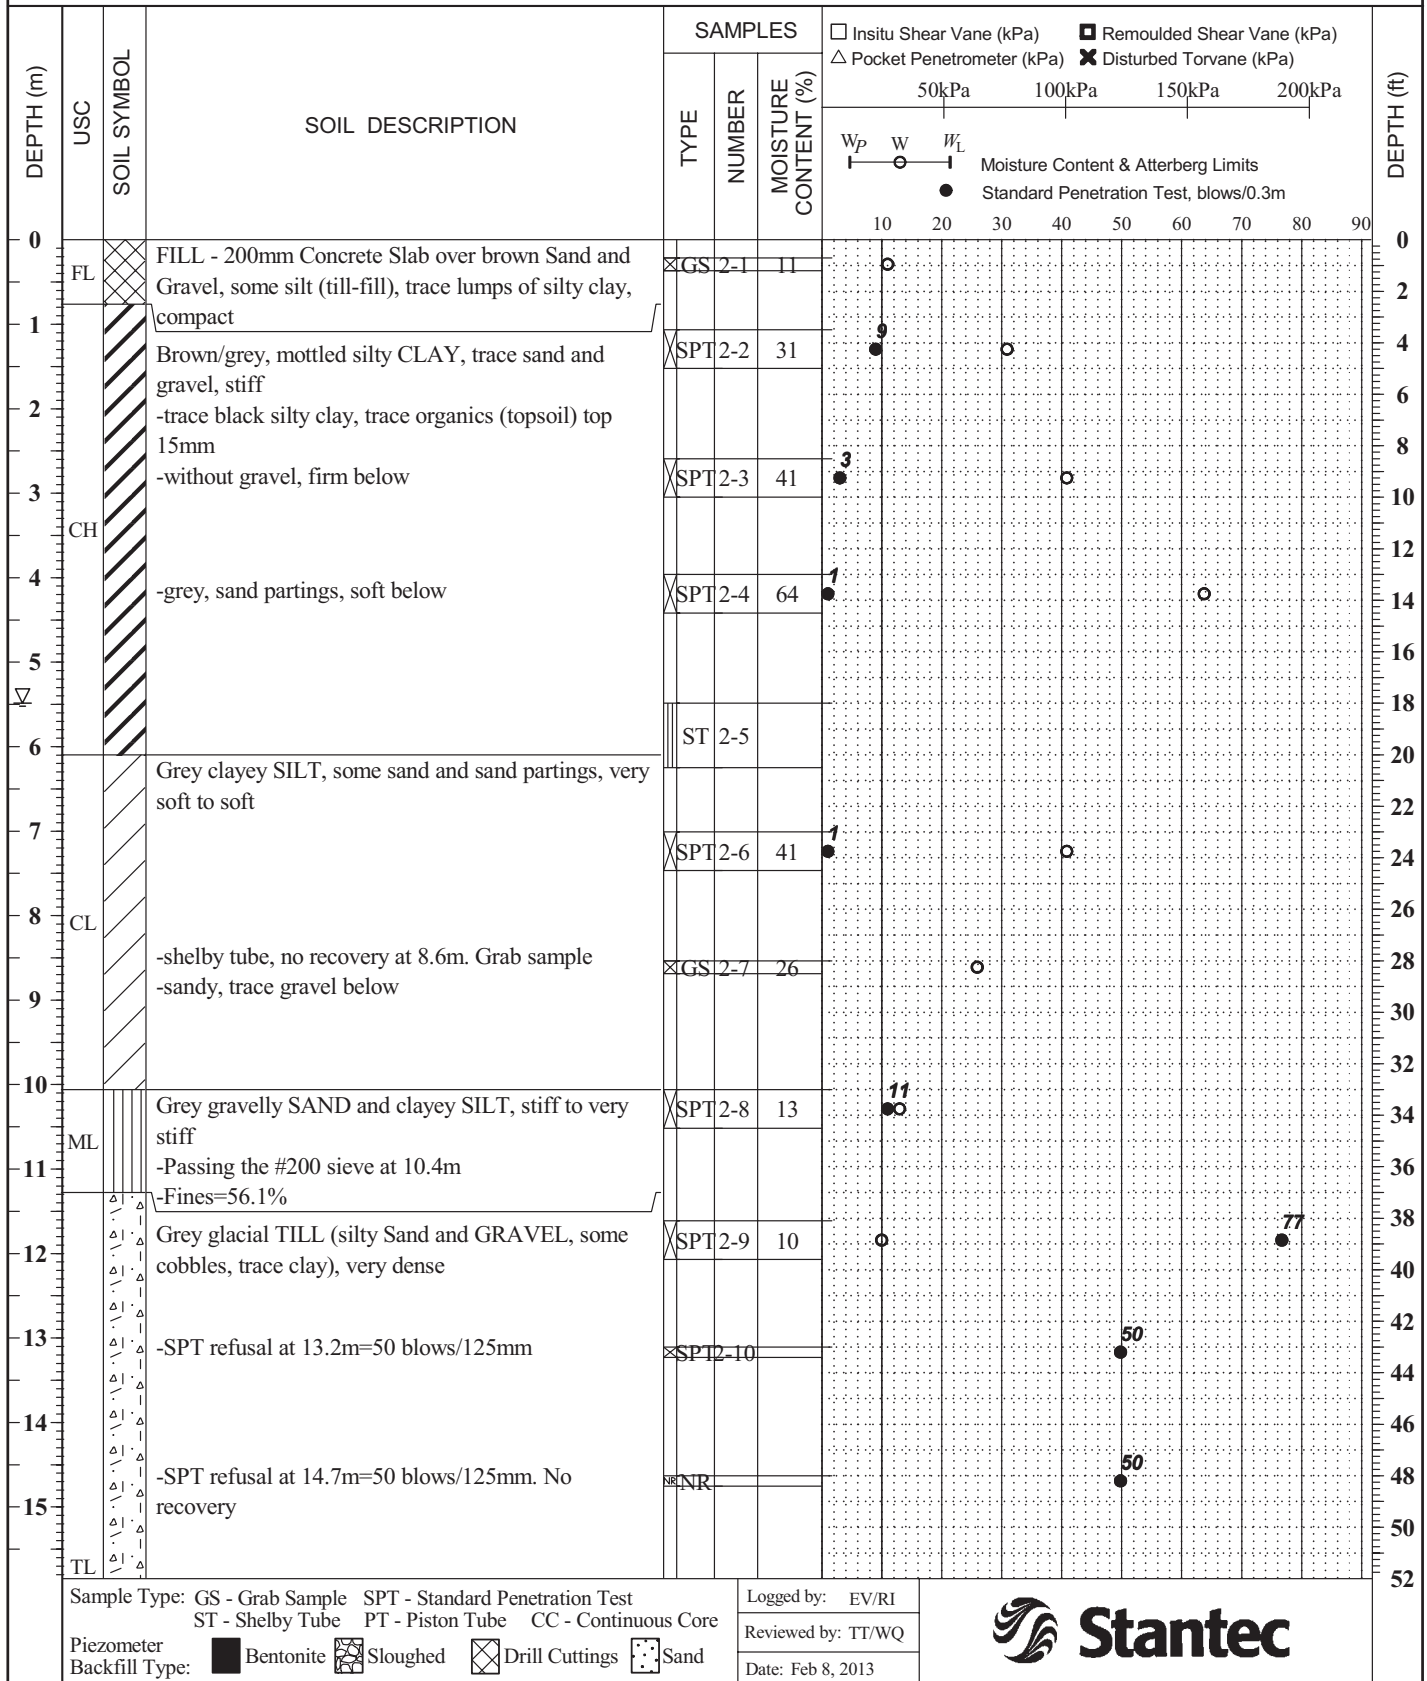 SAMPLES
□ Insitu Shear Vane (kPa) □ Remoulded Shear Vane (kPa)
△ Pocket Penetrometer (kPa) ✖ Disturbed Torvane (kPa)
50kPa 100kPa 150kPa 200kPa
DEPTH (m)
USC
SOIL SYMBOL
SOIL DESCRIPTION
TYPE
NUMBER
MOISTURE CONTENT (%)
DEPTH (ft)
WP W WL Moisture Content & Atterberg Limits
● Standard Penetration Test, blows/0.3m
10 20 30 40 50 60 70 80 90
0 0
FL
FILL - 200mm Concrete Slab over brown Sand and
Gravel, some silt (till-fill), trace lumps of silty clay,
compact
GS 2-1 11
2
1
Brown/grey, mottled silty CLAY, trace sand and
gravel, stiff
SPT 2-2 31
9
4
-trace black silty clay, trace organics (topsoil) top
15mm
2
6
8
-without gravel, firm below
SPT 2-3 41
3
3
10
CH
12
4
-grey, sand partings, soft below
SPT 2-4 64
1
14
16
5
18
ST 2-5
6
20
Grey clayey SILT, some sand and sand partings, very
soft to soft
22
7
SPT 2-6 41
1
24
8
26
CL
-shelby tube, no recovery at 8.6m. Grab sample
-sandy, trace gravel below
GS 2-7 26
28
9
30
32
10
Grey gravelly SAND and clayey SILT, stiff to very
stiff
SPT 2-8 13
11
34
ML
-Passing the #200 sieve at 10.4m
-Fines=56.1%
11
36
Grey glacial TILL (silty Sand and GRAVEL, some
cobbles, trace clay), very dense
SPT 2-9 10
77
38
12
40
13
-SPT refusal at 13.2m=50 blows/125mm
SPT 2-10
50
42
44
14
46
-SPT refusal at 14.7m=50 blows/125mm. No
recovery
NR NR
50
48
15
50
TL
52
Sample Type: GS - Grab Sample SPT - Standard Penetration Test
ST - Shelby Tube PT - Piston Tube CC - Continuous Core
Piezometer
Backfill Type: Bentonite Sloughed Drill Cuttings Sand
Logged by: EV/RI
Reviewed by: TT/WQ
Date: Feb 8, 2013
Stantec